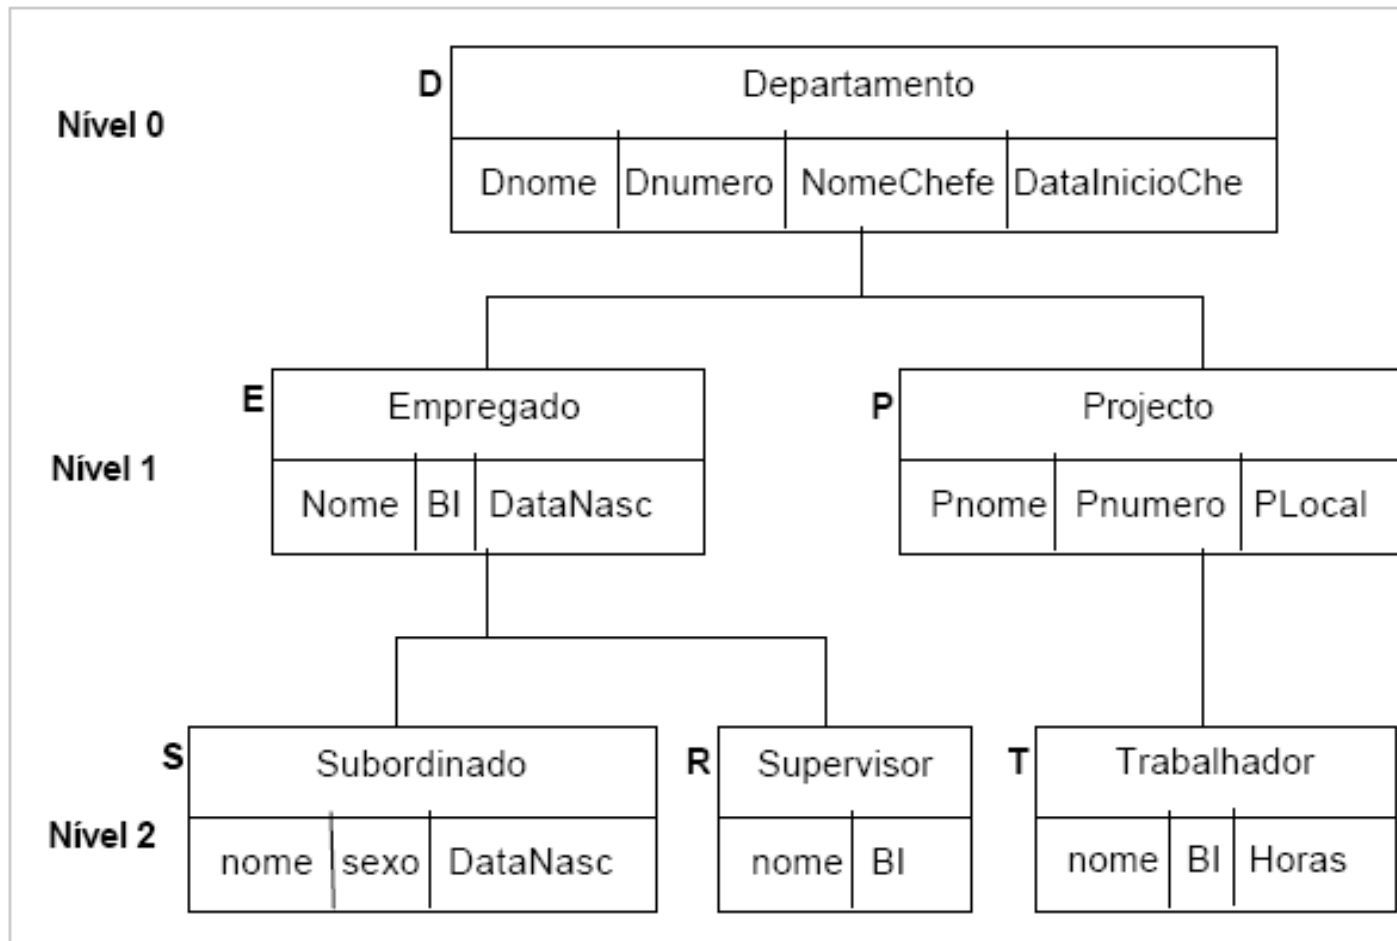 D Departamento
Nível 0
Dnome Dnumero NomeChefe DataInicioChe
E Empregado P Projecto
Nível 1
Nome BI DataNasc Pnome Pnumero PLocal
S Subordinado R Supervisor T Trabalhador
Nível 2
nome sexo DataNasc nome BI nome BI Horas